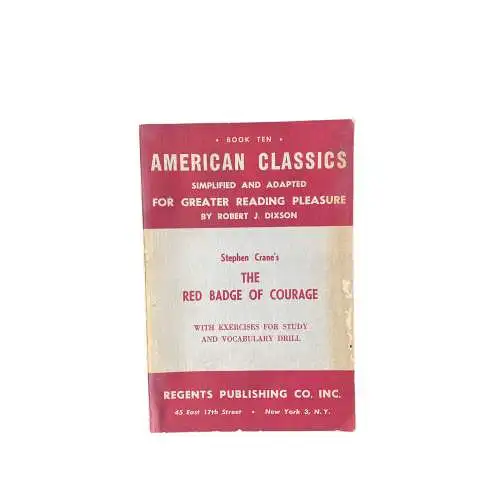 • BOOK TEN •
AMERICAN CLASSICS
SIMPLIFIED AND ADAPTED
FOR GREATER READING PLEASURE
BY ROBERT J. DIXSON
Stephen Crane's
THE
RED BADGE OF COURAGE
WITH EXERCISES FOR STUDY
AND VOCABULARY DRILL
REGENTS PUBLISHING CO. INC.
45 East 17th Street • New York 3, N.Y.